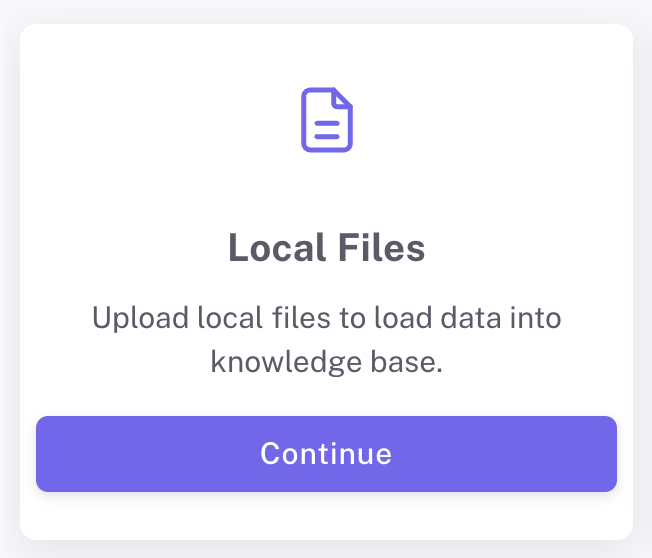 Local Files
Upload local files to load data into
knowledge base.
Continue